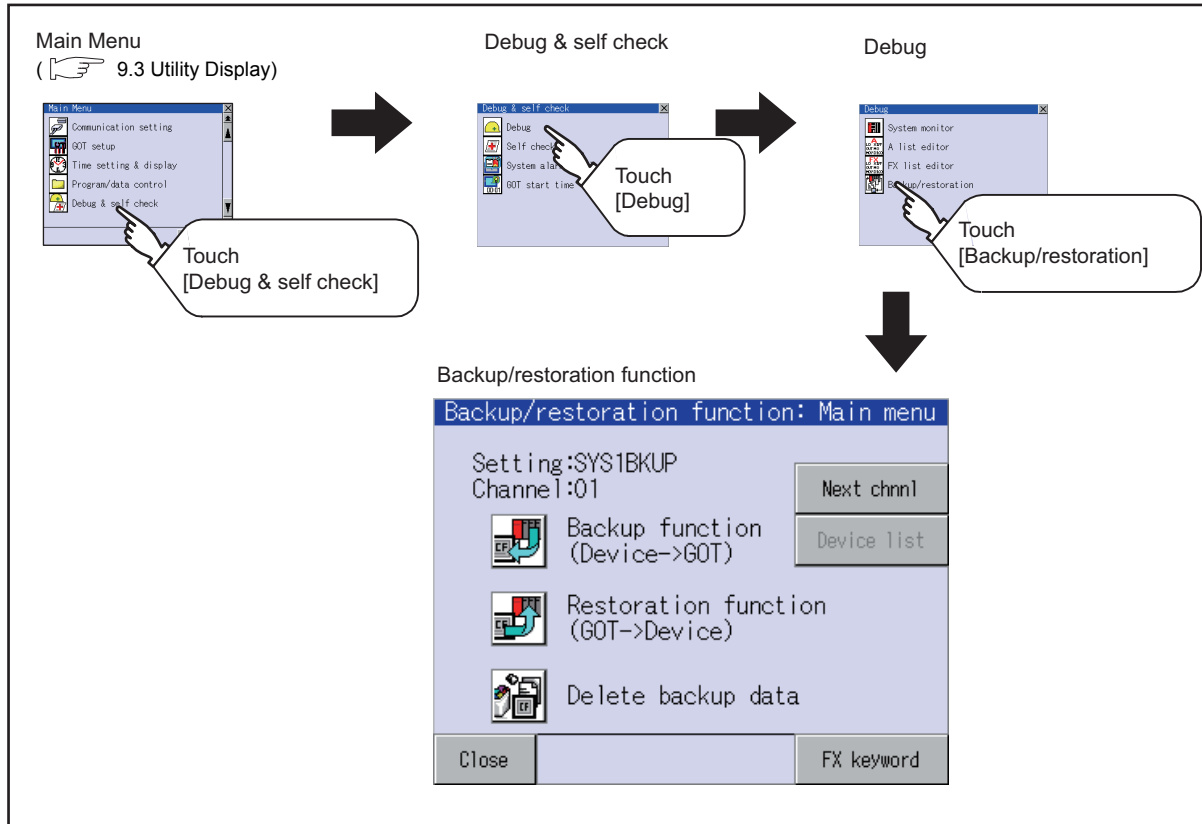 Main Menu
( 9.3 Utility Display)
Main Menu
Communication setting
GOT setup
Time setting & display
Program/data control
Debug & self check
Touch
[Debug & self check]
Debug & self check
Debug & self check
Debug
Self check
System ala
GOT start time
Touch
[Debug]
Debug
Debug
System monitor
A list editor
FX list editor
Backup/restoration
Touch
[Backup/restoration]
Backup/restoration function
Backup/restoration function: Main menu
Setting:SYS1BKUP
Channel:01
Next chnnl
Backup function
(Device->GOT)
Device list
Restoration function
(GOT->Device)
Delete backup data
Close
FX keyword